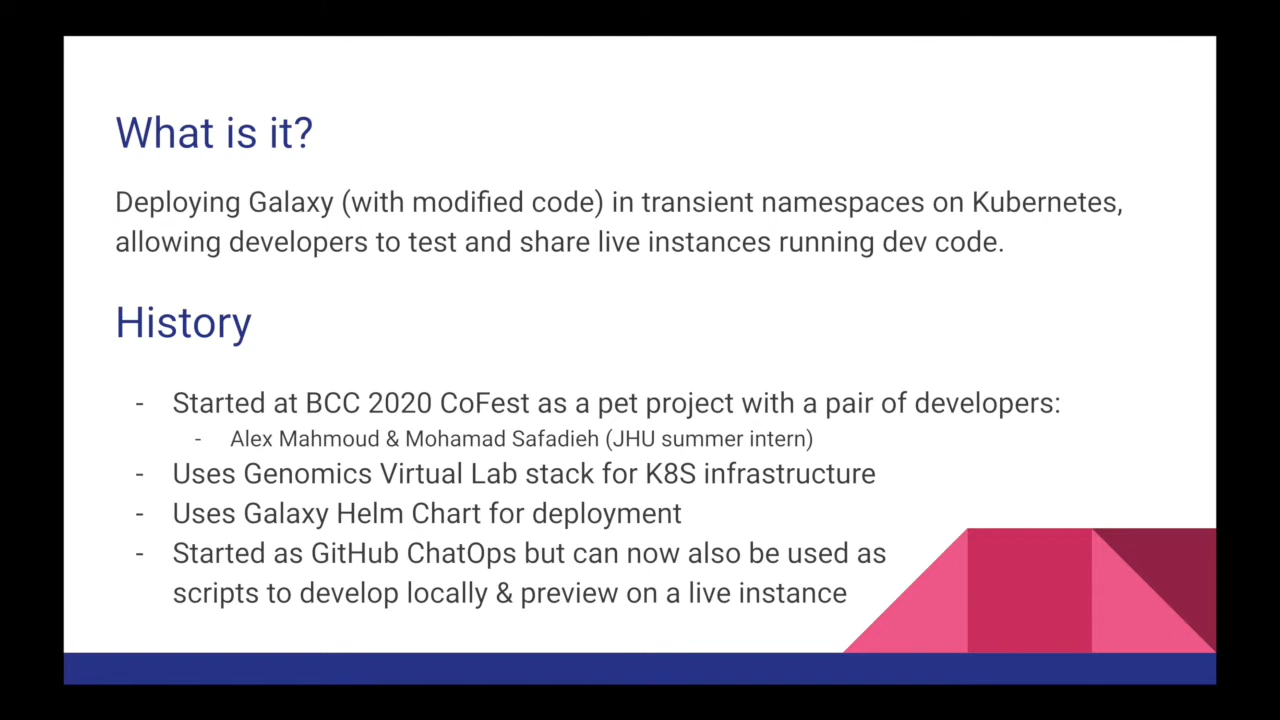 What is it?
Deploying Galaxy (with modified code) in transient namespaces on Kubernetes,
allowing developers to test and share live instances running dev code.
History
- Started at BCC 2020 CoFest as a pet project with a pair of developers:
- Alex Mahmoud & Mohamad Safadieh (JHU summer intern)
- Uses Genomics Virtual Lab stack for K8S infrastructure
- Uses Galaxy Helm Chart for deployment
- Started as GitHub ChatOps but can now also be used as
scripts to develop locally & preview on a live instance